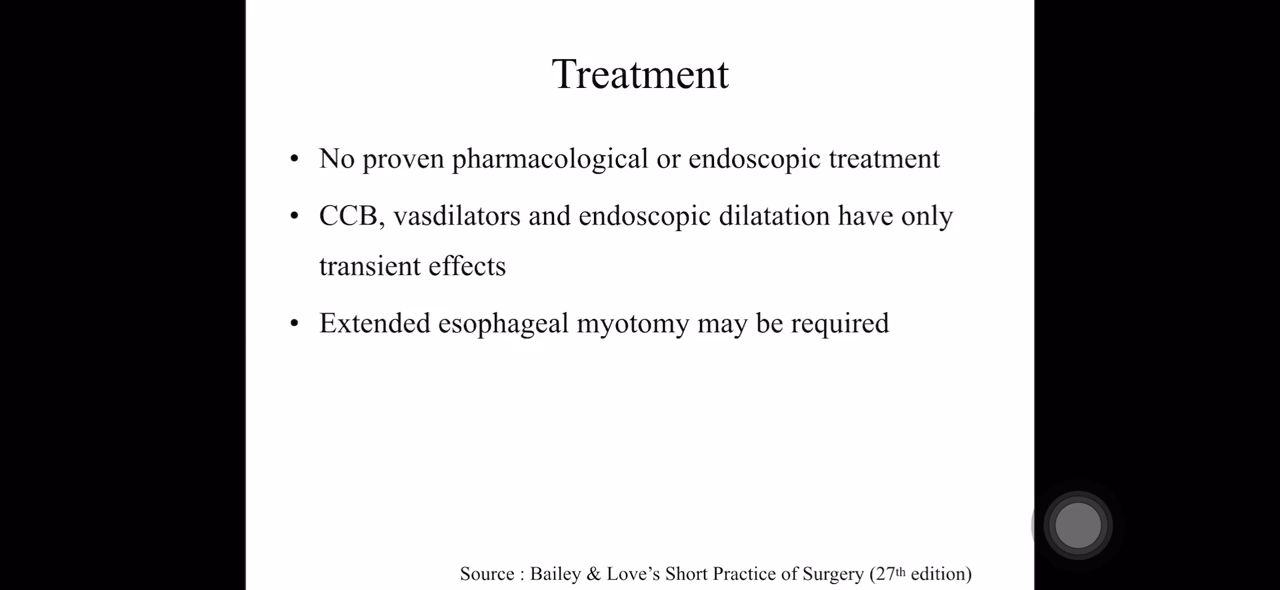 Treatment
• No proven pharmacological or endoscopic treatment
• CCB, vasdilators and endoscopic dilatation have only
transient effects
• Extended esophageal myotomy may be required
Source : Bailey & Love’s Short Practice of Surgery (27th edition)